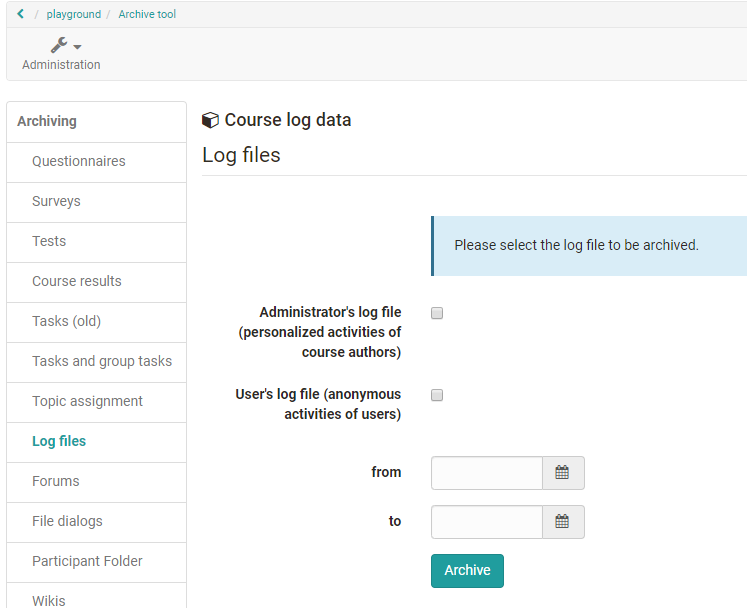 / playground / Archive tool
Administration
Archiving
Questionnaires
Surveys
Tests
Course results
Tasks (old)
Tasks and group tasks
Topic assignment
Log files
Forums
File dialogs
Participant Folder
Wikis
Course log data
Log files
Please select the log file to be archived.
Administrator's log file
(personalized activities of
course authors)
User's log file (anonymous
activities of users)
from
to
Archive